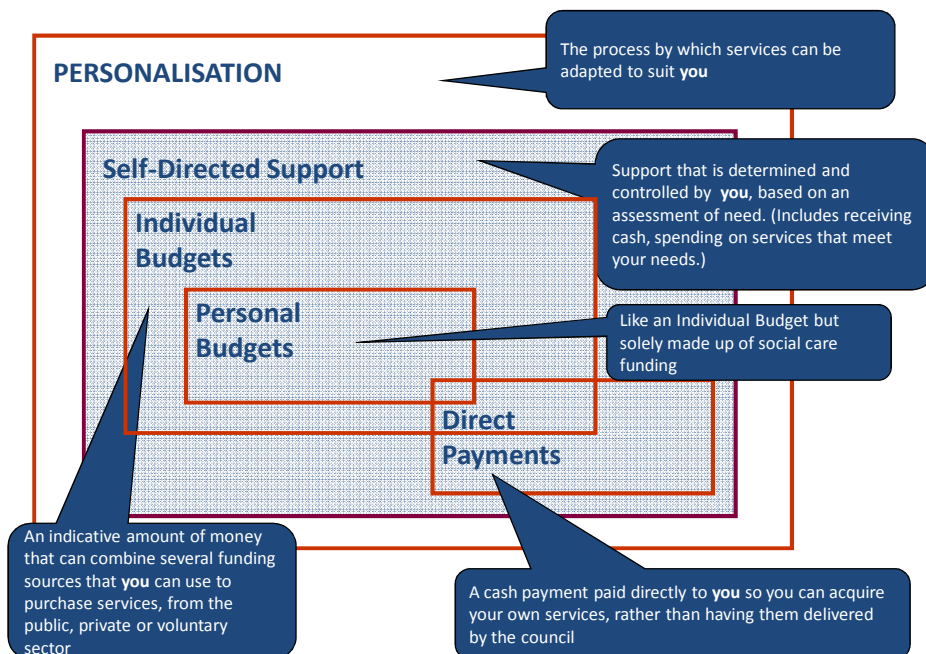 PERSONALISATION
The process by which services can be
adapted to suit you
Self-Directed Support
Support that is determined and
controlled by you, based on an
assessment of need. (Includes receiving
cash, spending on services that meet
your needs.)
Individual
Budgets
Personal
Budgets
Like an Individual Budget but
solely made up of social care
funding
Direct
Payments
An indicative amount of money
that can combine several funding
sources that you can use to
purchase services, from the
public, private or voluntary
sector
A cash payment paid directly to you so you can acquire
your own services, rather than having them delivered
by the council